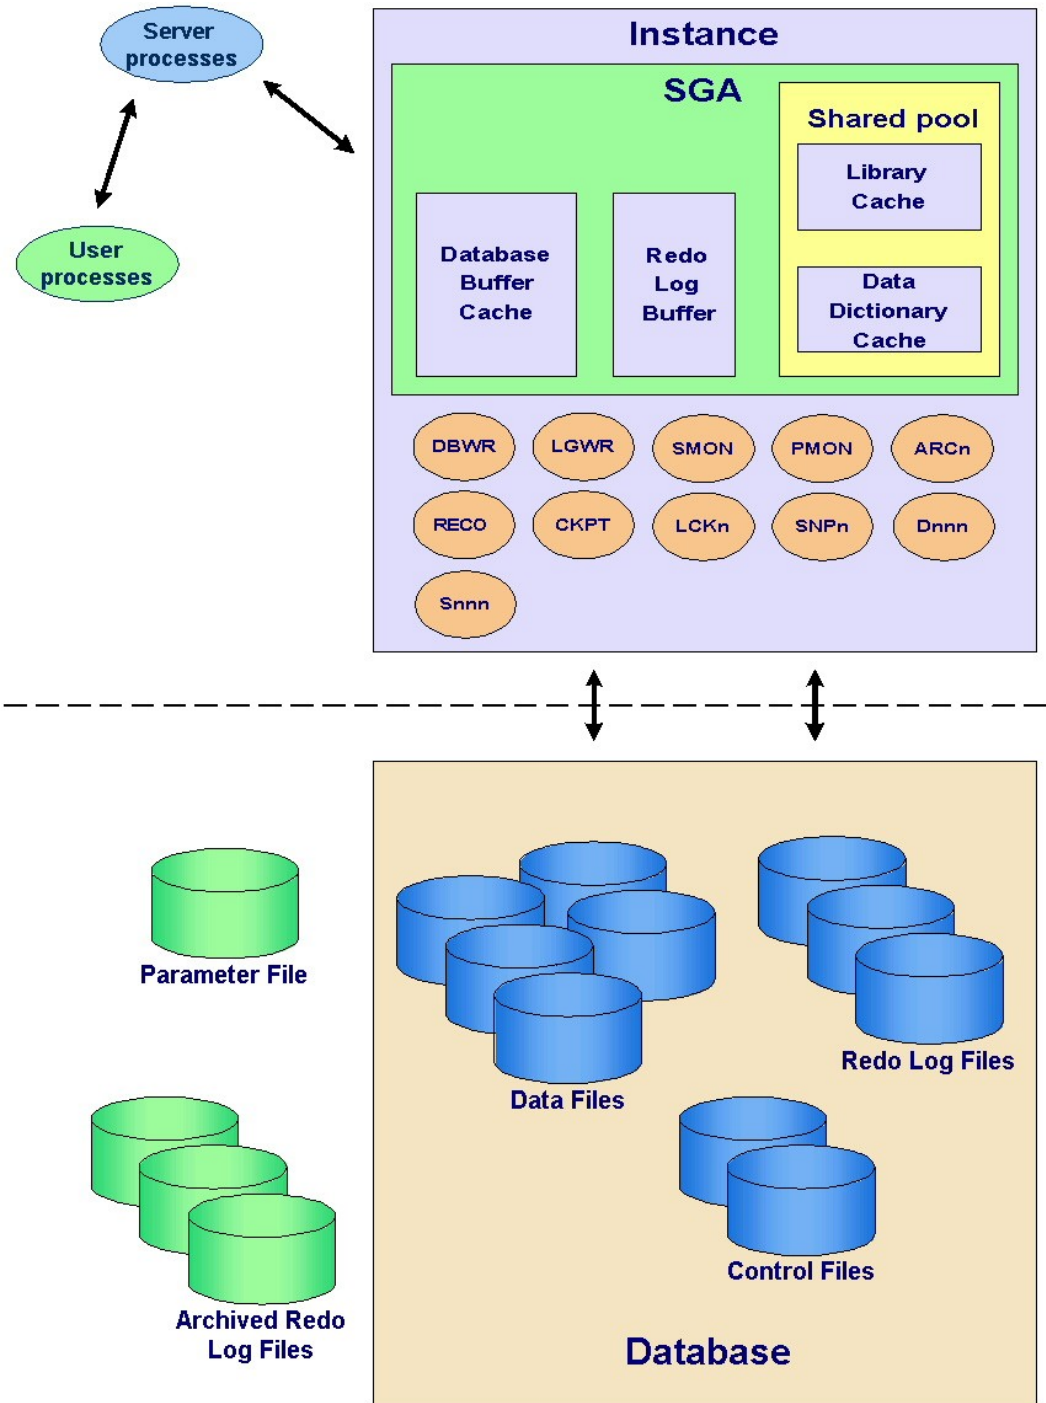 Server
processes
User
processes
Instance
SGA
Shared pool
Library
Cache
Data
Dictionary
Cache
Database
Buffer
Cache
Redo
Log
Buffer
DBWR
LGWR
SMON
PMON
ARCn
RECO
CKPT
LCKn
SNPn
Dnnn
Snnn
Parameter File
Archived Redo
Log Files
Data Files
Redo Log Files
Control Files
Database